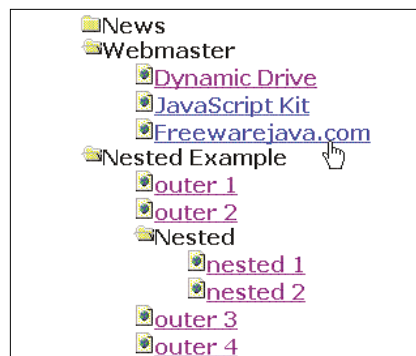 News
Webmaster
Dynamic Drive
JavaScript Kit
Freewarejava.com
Nested Example
outer 1
outer 2
Nested
nested 1
nested 2
outer 3
outer 4